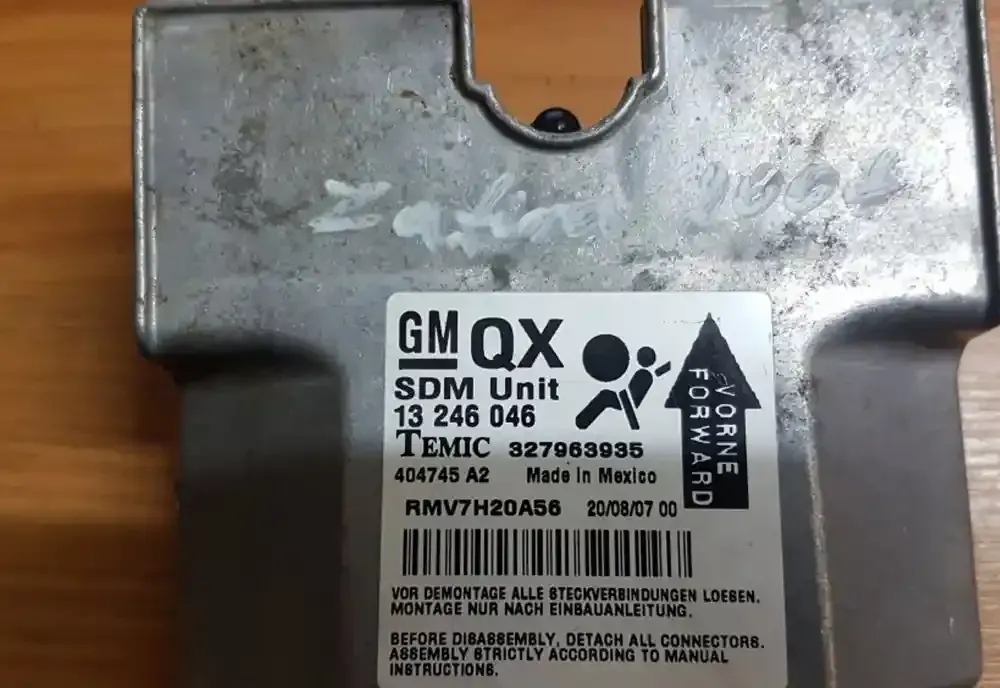 Zafira
GM QX
SDM Unit
13 246 046
TEMIC 327963935
404745 A2 Made in Mexico
RMV7H20A56 20/08/07 00
VORNE
FORWARD
VOR DEMONTAGE ALLE STECKVERBINDUNGEN LOESEN.
MONTAGE NUR NACH EINBAUANLEITUNG.
BEFORE DISASSEMBLY, DETACH ALL CONNECTORS.
ASSEMBLY STRICTLY ACCORDING TO MANUAL
INSTRUCTIONS.